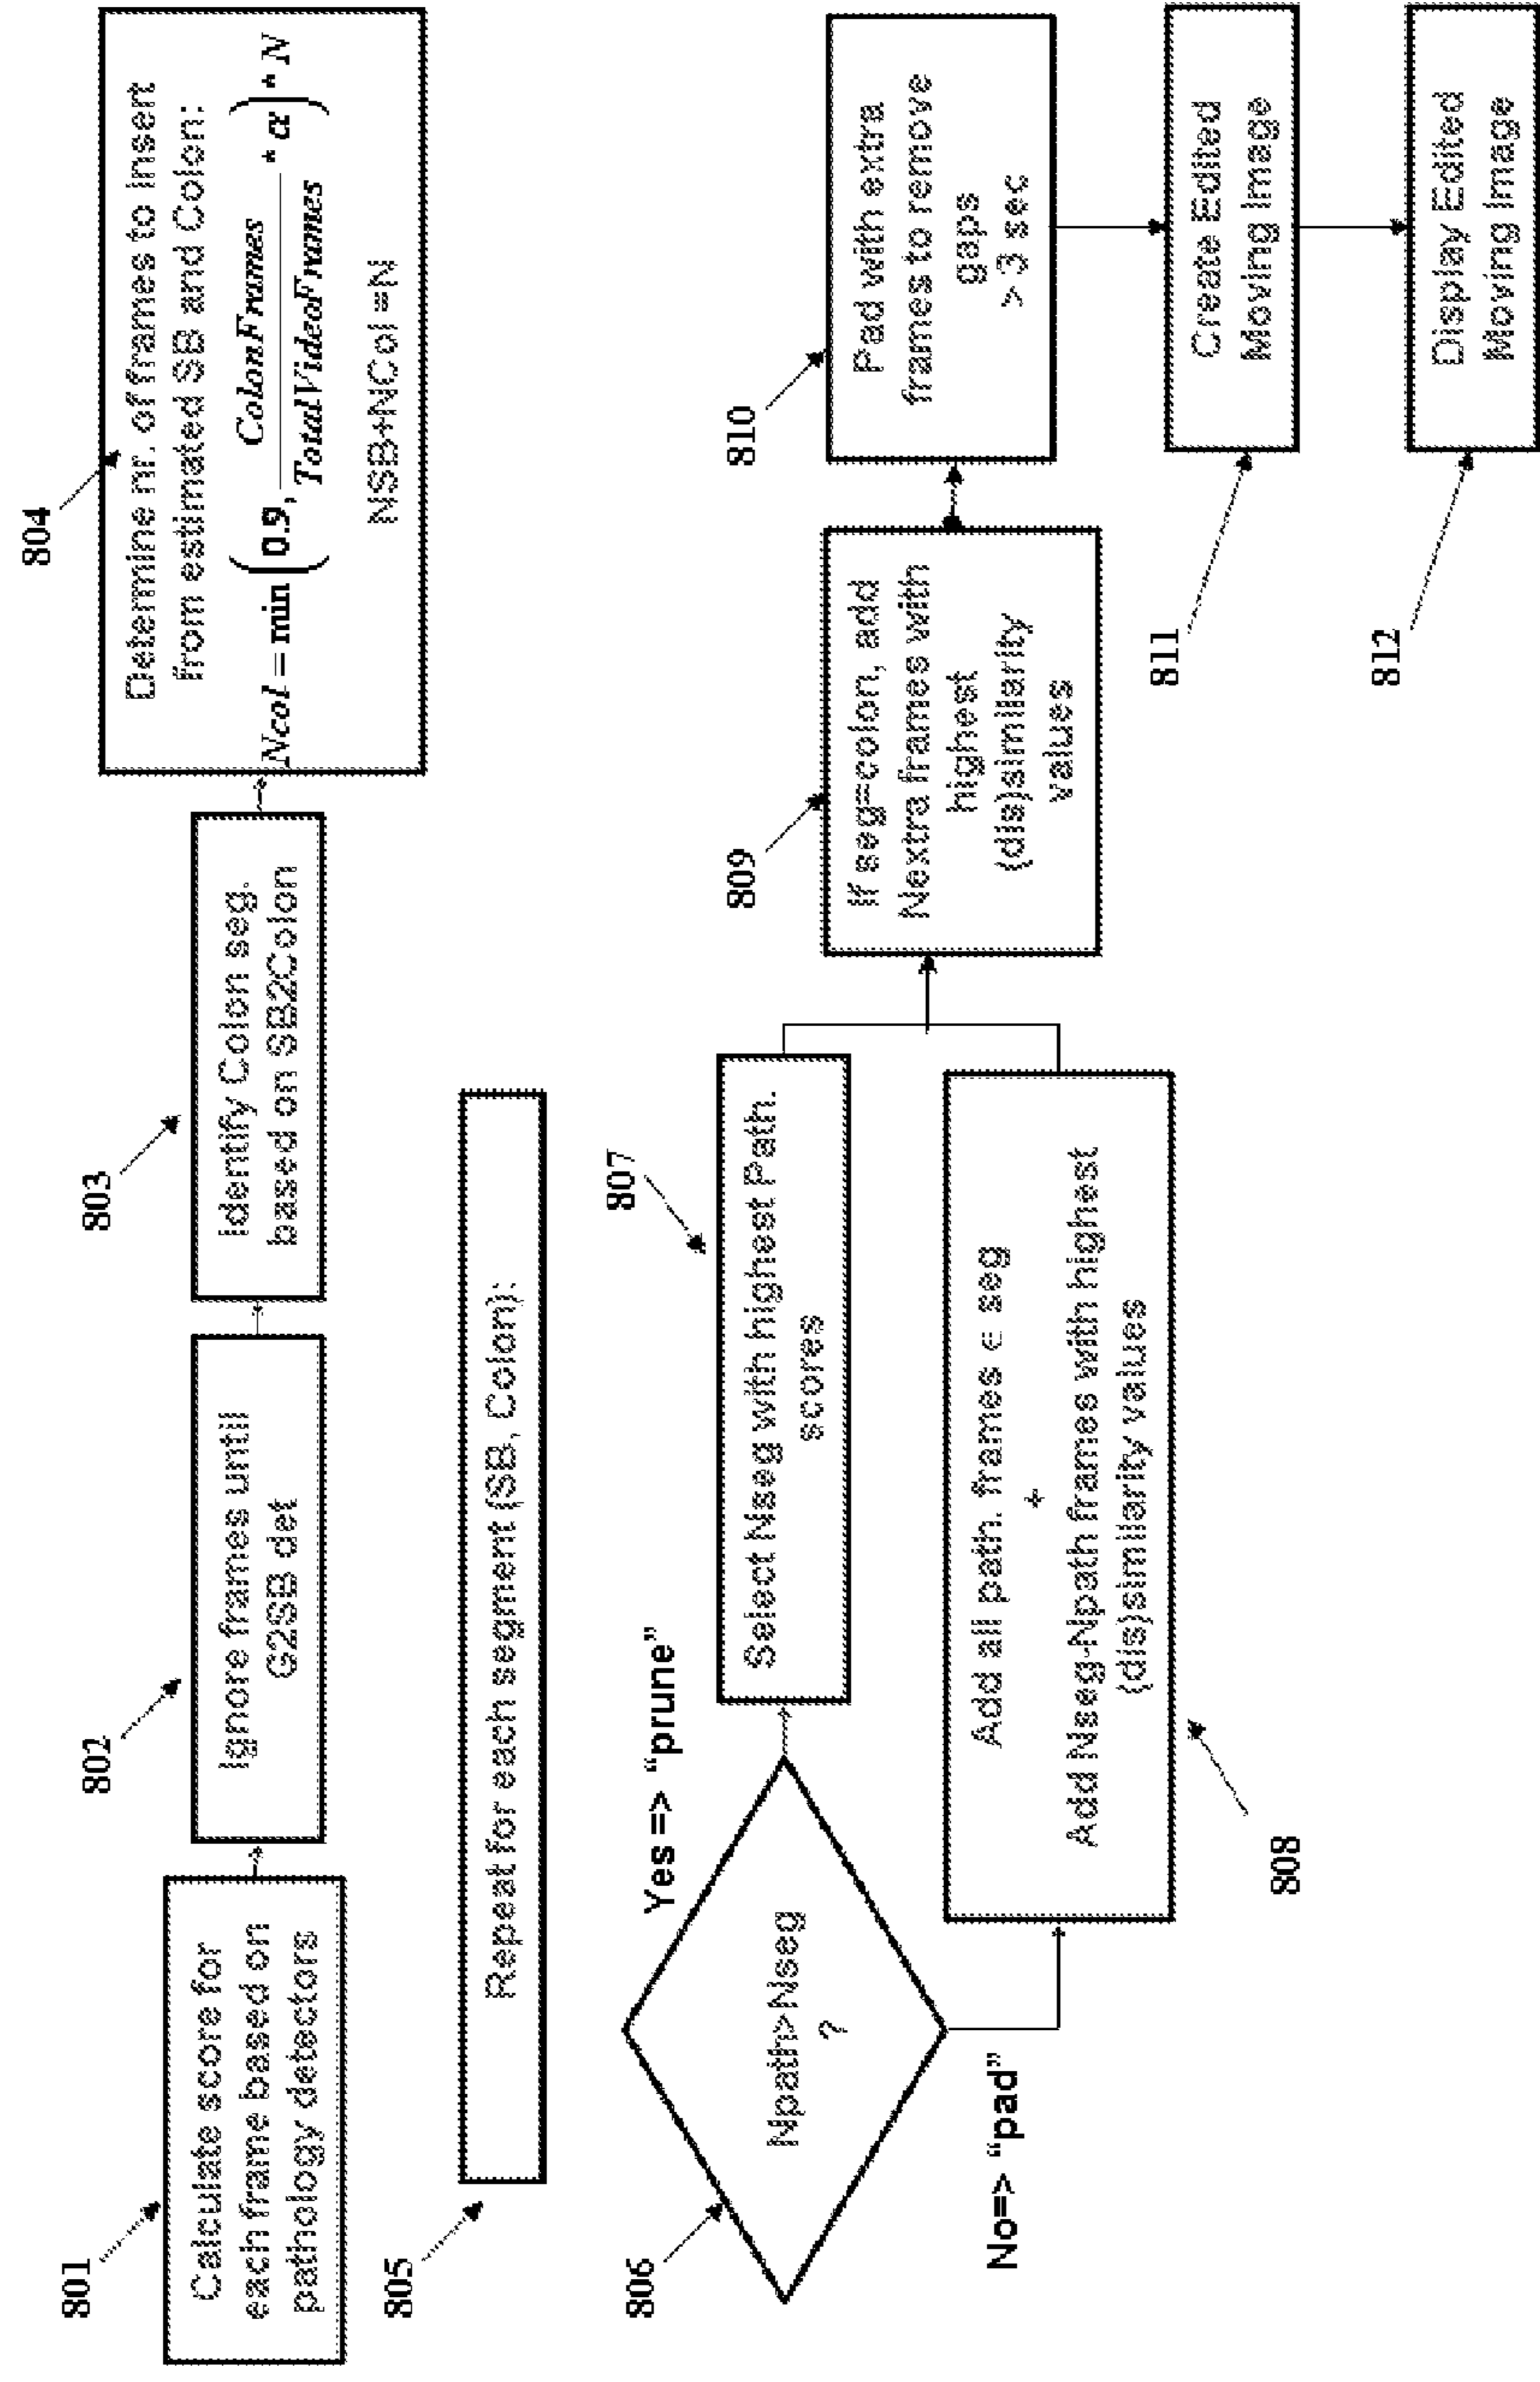 801
Calculate score for
each frame based on
pathology detectors
802
Ignore frames until
G2SB det
803
Identify Colon seg.
based on SB2Colon
804
Determine nr. of frames to insert
from estimated SB and Colon:
Ncol = min ( 0.9, ColonFrames / TotalVideoFrames * α ) * N
NSB+NCol =N
805
Repeat for each segment (SB, Colon):
806
Npath>Nseg
?
Yes => “prune”
No=> “pad”
807
Select Nseg with highest Path.
scores
808
Add all path. frames ∈ seg
+
Add Nseg-Npath frames with highest
(dis)similarity values
809
If seg=colon, add
Nextra frames with
highest
(dis)similarity
values
810
Pad with extra
frames to remove
gaps
>3 sec
811
Create Edited
Moving Image
812
Display Edited
Moving Image